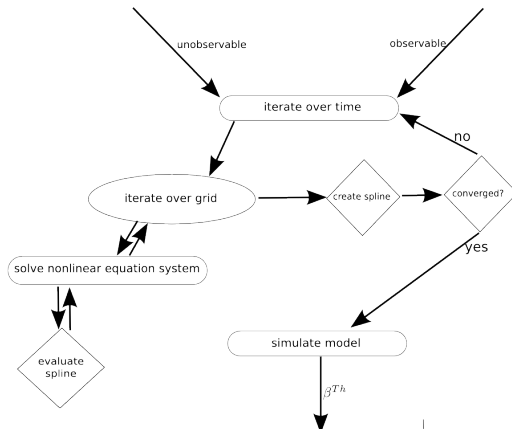 unobservable
observable
iterate over time
no
iterate over grid
create spline
converged?
yes
solve nonlinear equation system
simulate model
evaluate
spline
β^{Th}